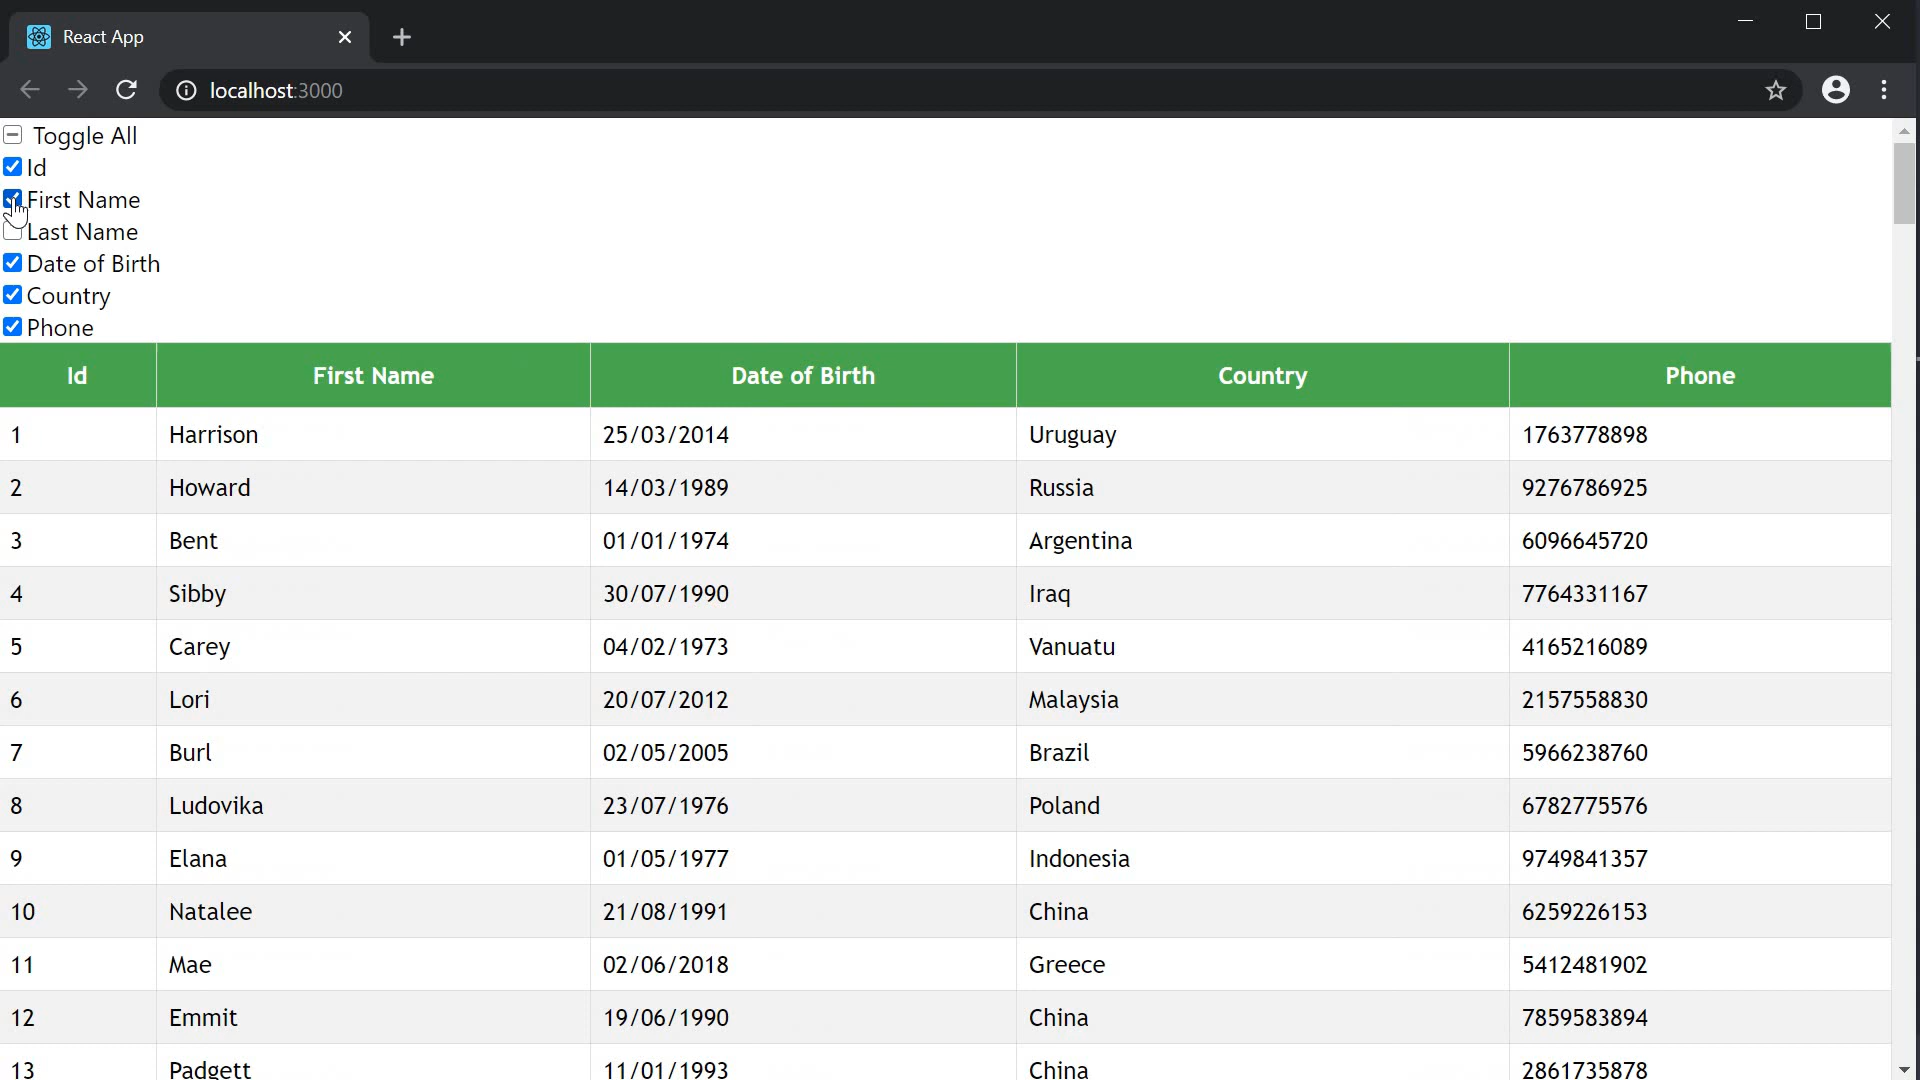 React App
localhost:3000
Toggle All
Id
First Name
Last Name
Date of Birth
Country
Phone
Id First Name Date of Birth Country Phone
1 Harrison 25/03/2014 Uruguay 1763778898
2 Howard 14/03/1989 Russia 9276786925
3 Bent 01/01/1974 Argentina 6096645720
4 Sibby 30/07/1990 Iraq 7764331167
5 Carey 04/02/1973 Vanuatu 4165216089
6 Lori 20/07/2012 Malaysia 2157558830
7 Burl 02/05/2005 Brazil 5966238760
8 Ludovika 23/07/1976 Poland 6782775576
9 Elana 01/05/1977 Indonesia 9749841357
10 Natalee 21/08/1991 China 6259226153
11 Mae 02/06/2018 Greece 5412481902
12 Emmit 19/06/1990 China 7859583894
13 Padgett 11/01/1993 China 2861735878